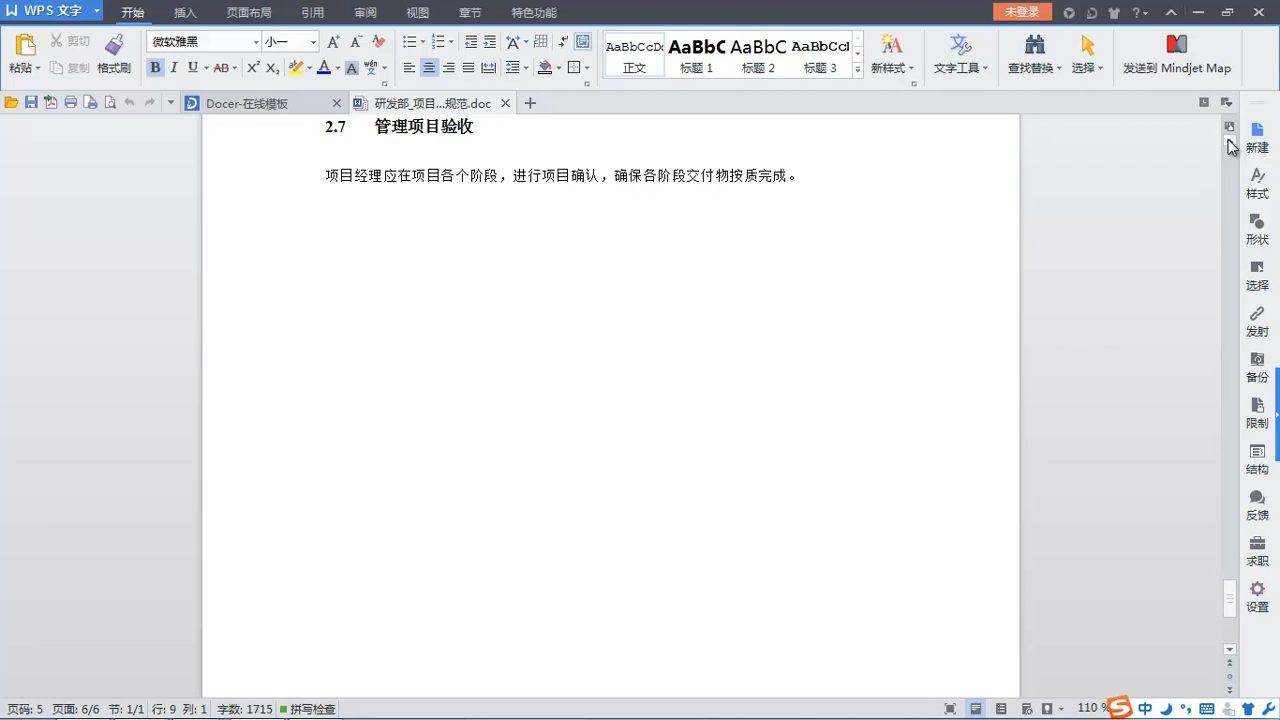 WPS 文字
开始 插入 页面布局 引用 审阅 视图 章节 特色功能
未登录
粘贴 剪切 复制 格式刷
微软雅黑 小一
B I U AB X² X₂ A A
AaBbCcDc AaBbC AaBbC AaBbCcl
正文 标题 1 标题 2 标题 3
新样式 文字工具 查找替换 选择 发送到 Mindjet Map
Docer-在线模板 研发部_项目...规范.doc
2.7 管理项目验收
项目经理应在项目各个阶段，进行项目确认，确保各阶段交付物按质完成。
新建
样式
形状
选择
发射
备份
限制
结构
反馈
求职
设置
页码: 5 页面: 6/6 节: 1/1 行: 9 列: 1 字数: 1715 拼写检查 110 % 中